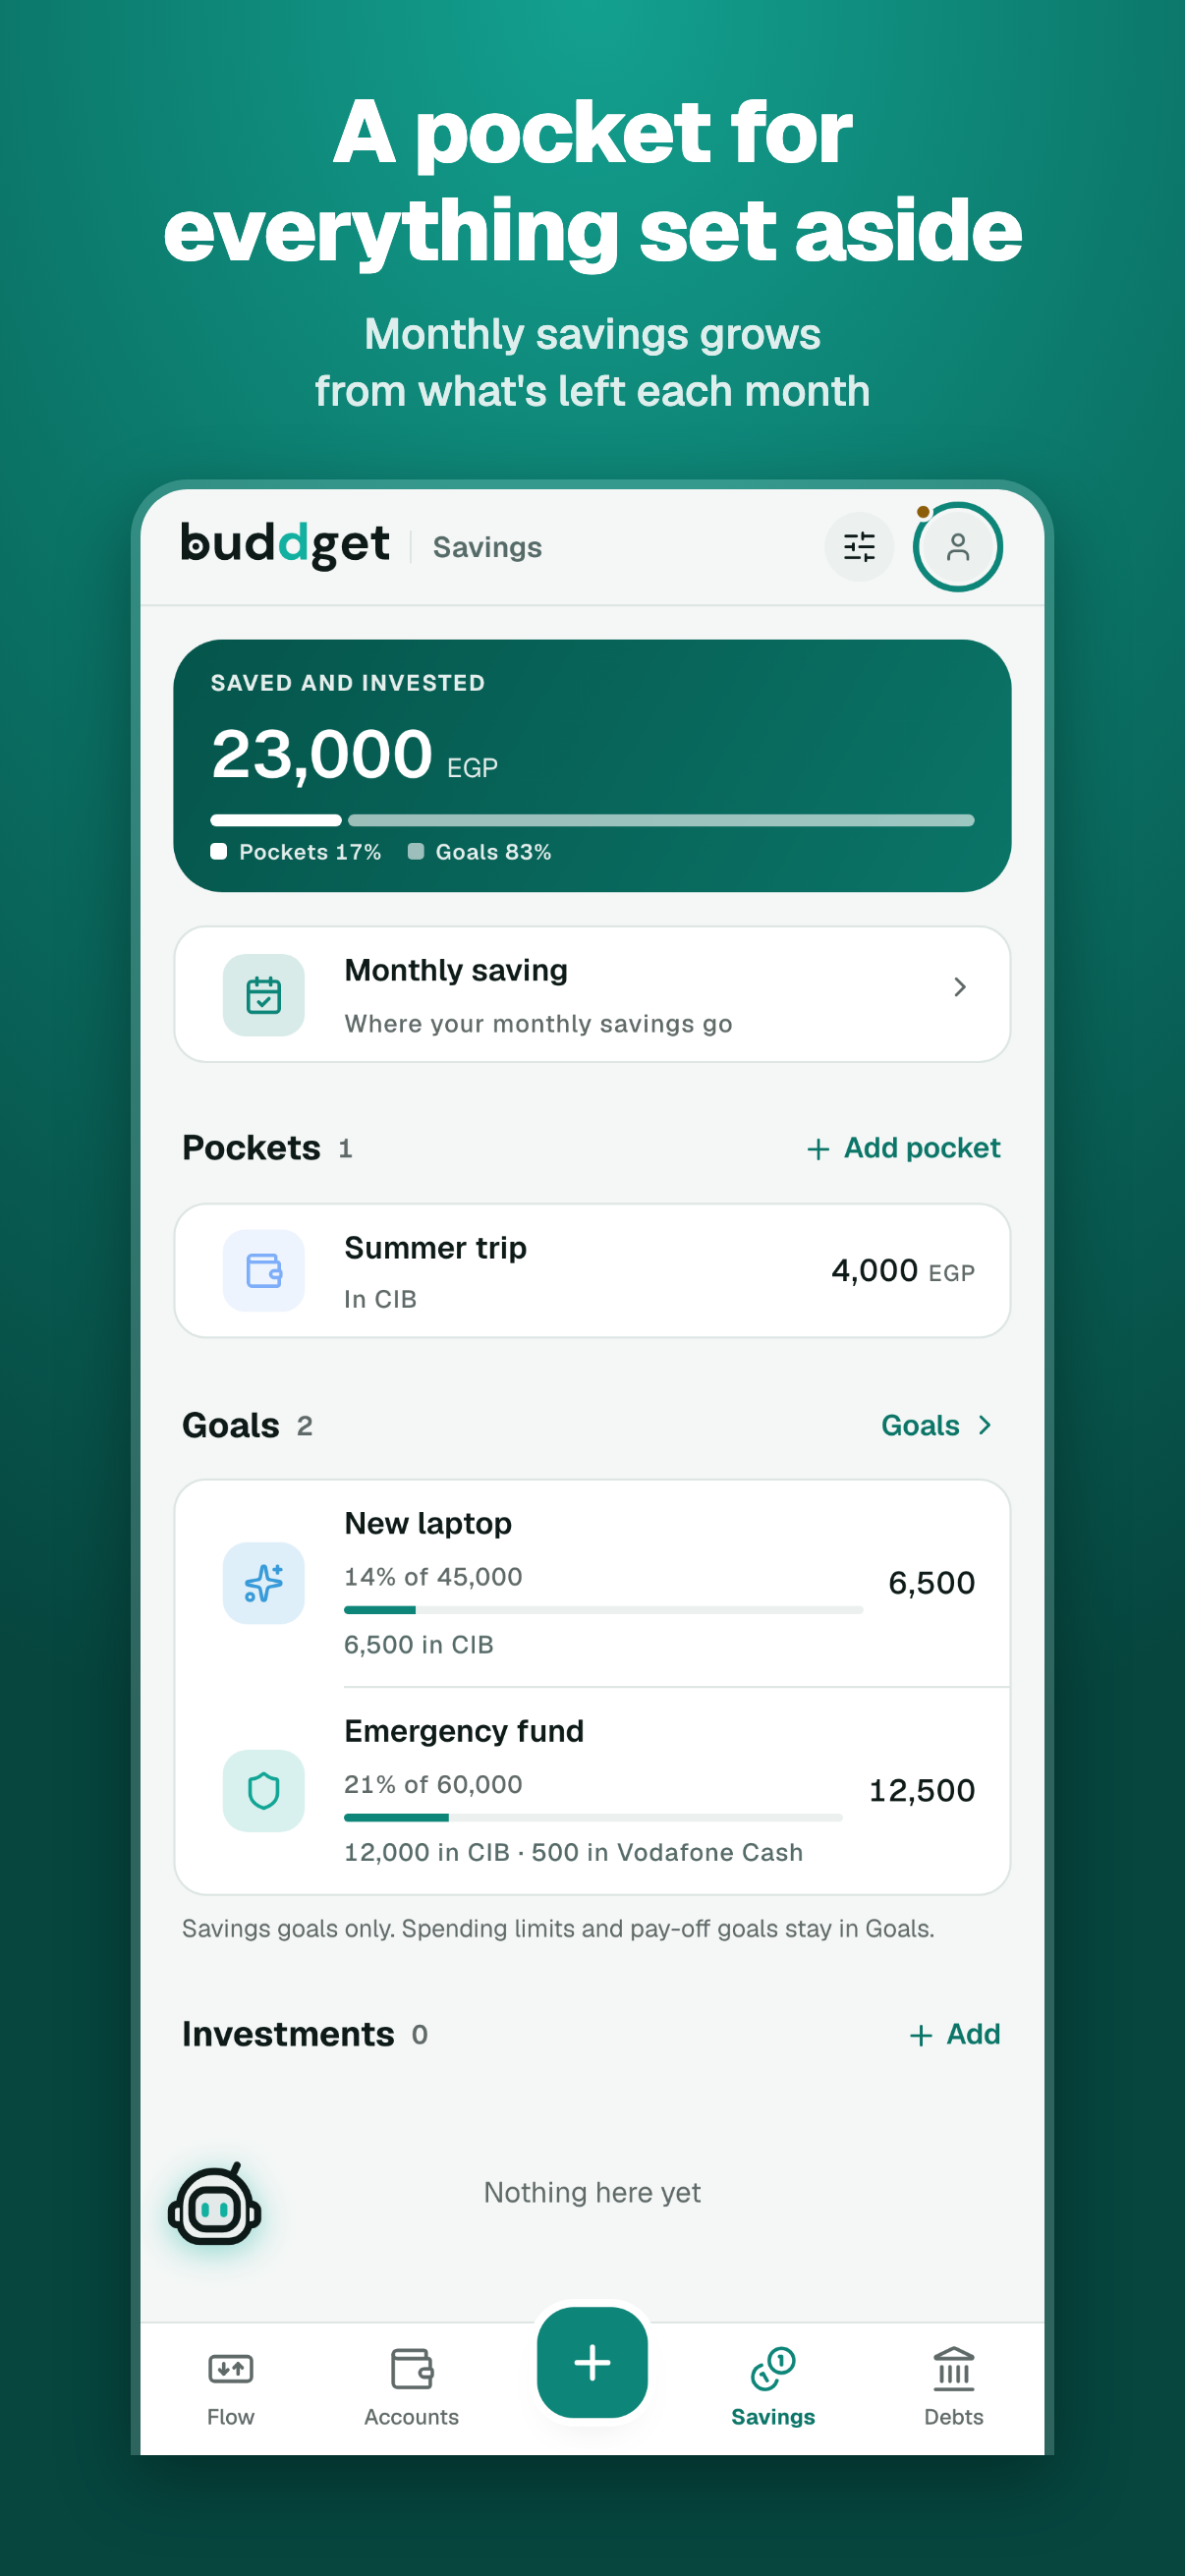 A pocket for
everything set aside
Monthly savings grows
from what's left each month
buddget
Savings
SAVED AND INVESTED
23,000 EGP
Pockets 17% Goals 83%
Monthly saving
Where your monthly savings go
Pockets 1
+ Add pocket
Summer trip
In CIB
4,000 EGP
Goals 2
Goals
New laptop
14% of 45,000
6,500
6,500 in CIB
Emergency fund
21% of 60,000
12,500
12,000 in CIB · 500 in Vodafone Cash
Savings goals only. Spending limits and pay-off goals stay in Goals.
Investments 0
+ Add
Nothing here yet
Flow Accounts Savings Debts